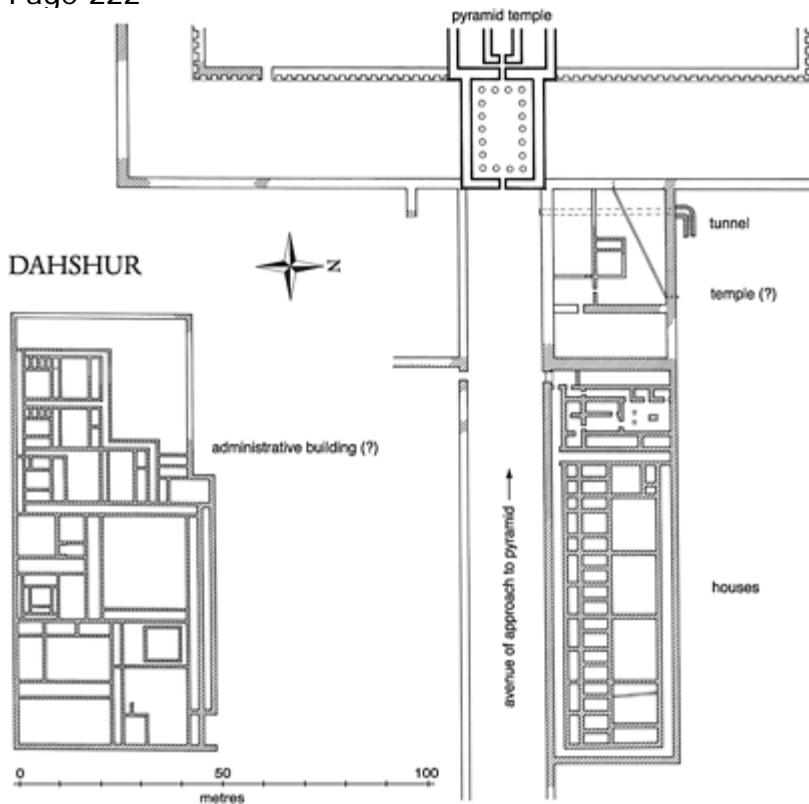 Page 222
pyramid temple
tunnel
DAHSHUR
N
temple (?)
administrative building (?)
avenue of approach to pyramid
houses
0 50 100
metres